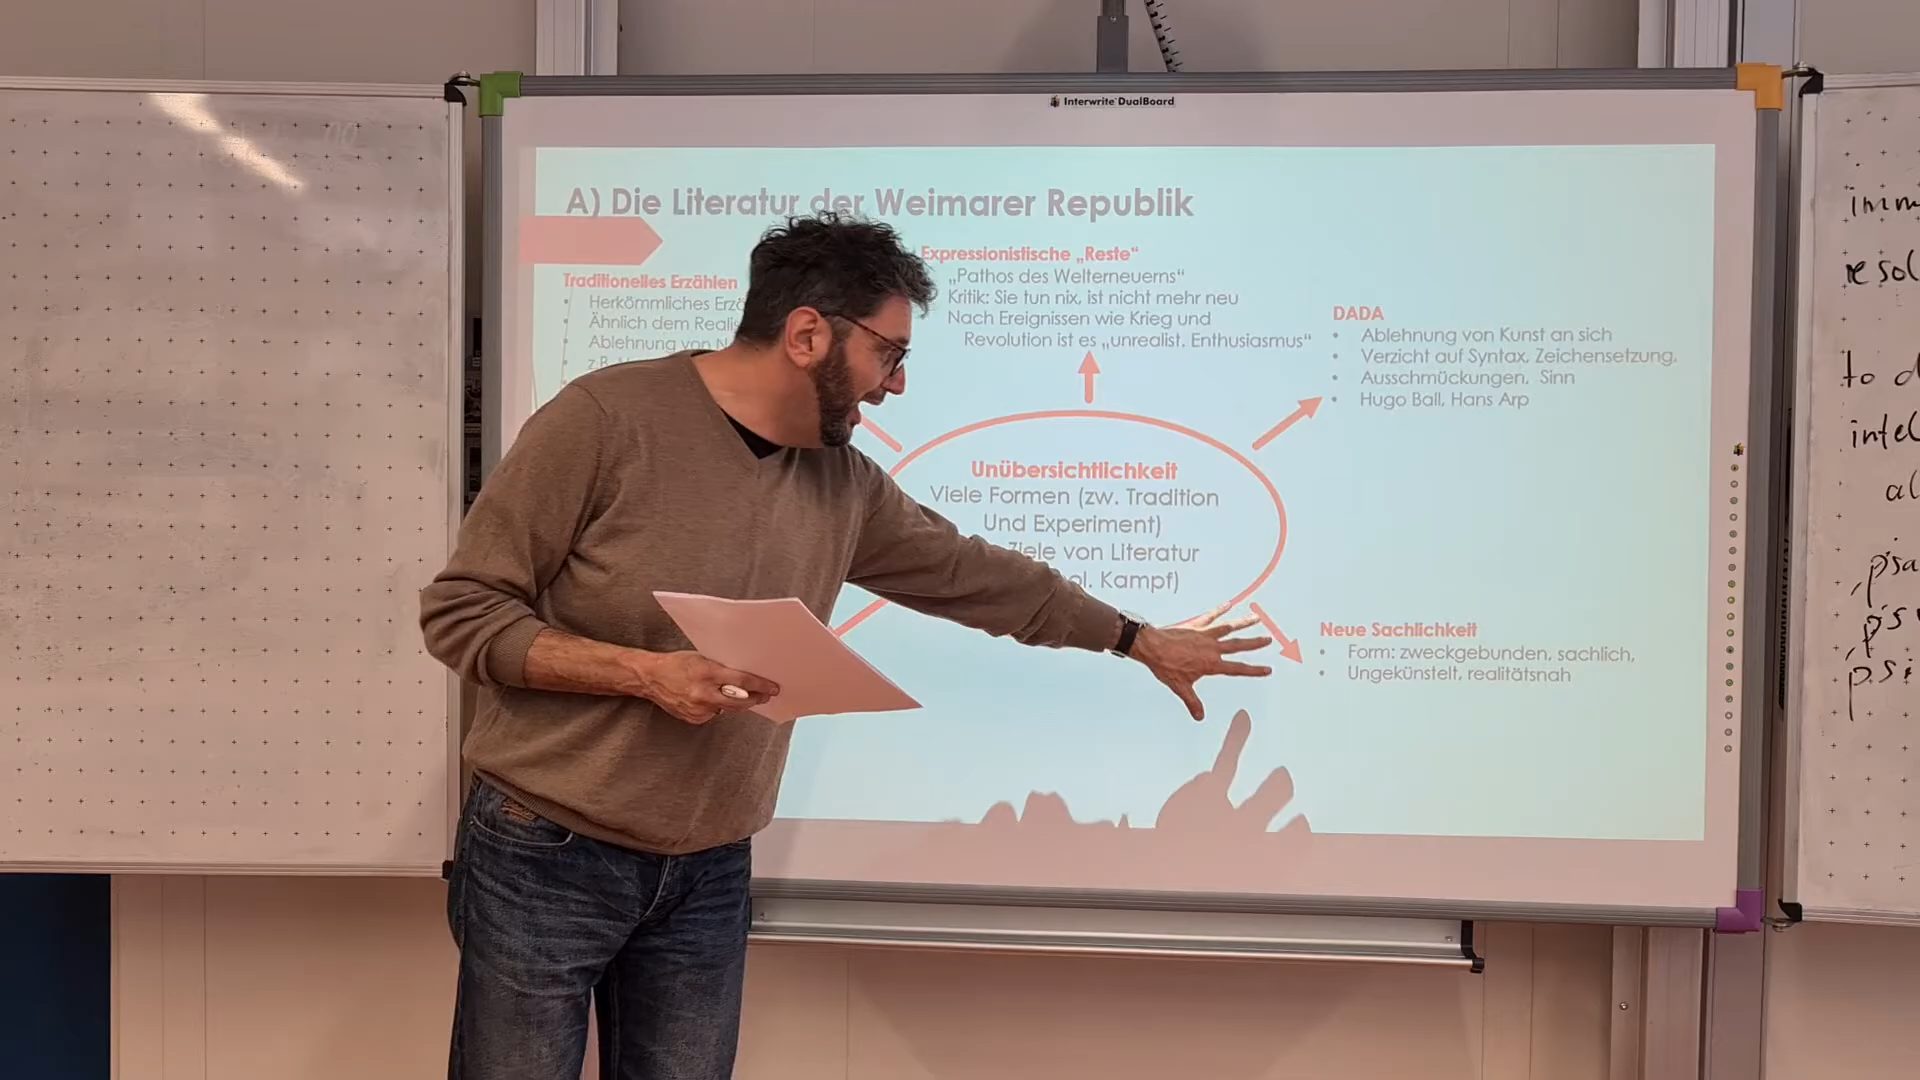 Interwrite DualBoard
A) Die Literatur der Weimarer Republik
Traditionelles Erzählen
• Herkömmliches
• Ähnlich dem
• Ablehnung von
• z.B.
Expressionistische „Reste“
„Pathos des Welterneuerns“
Kritik: Sie tun nix, ist nicht mehr neu
Nach Ereignissen wie Krieg und
Revolution ist es „unrealist. Enthusiasmus“
DADA
• Ablehnung von Kunst an sich
• Verzicht auf Syntax, Zeichensetzung,
• Ausschmückungen, Sinn
• Hugo Ball, Hans Arp
Unübersichtlichkeit
Viele Formen (zw. Tradition
Und Experiment)
Ziele von Literatur
Kampf)
Neue Sachlichkeit
• Form: zweckgebunden, sachlich,
• Ungekünstelt, realitätsnah
to